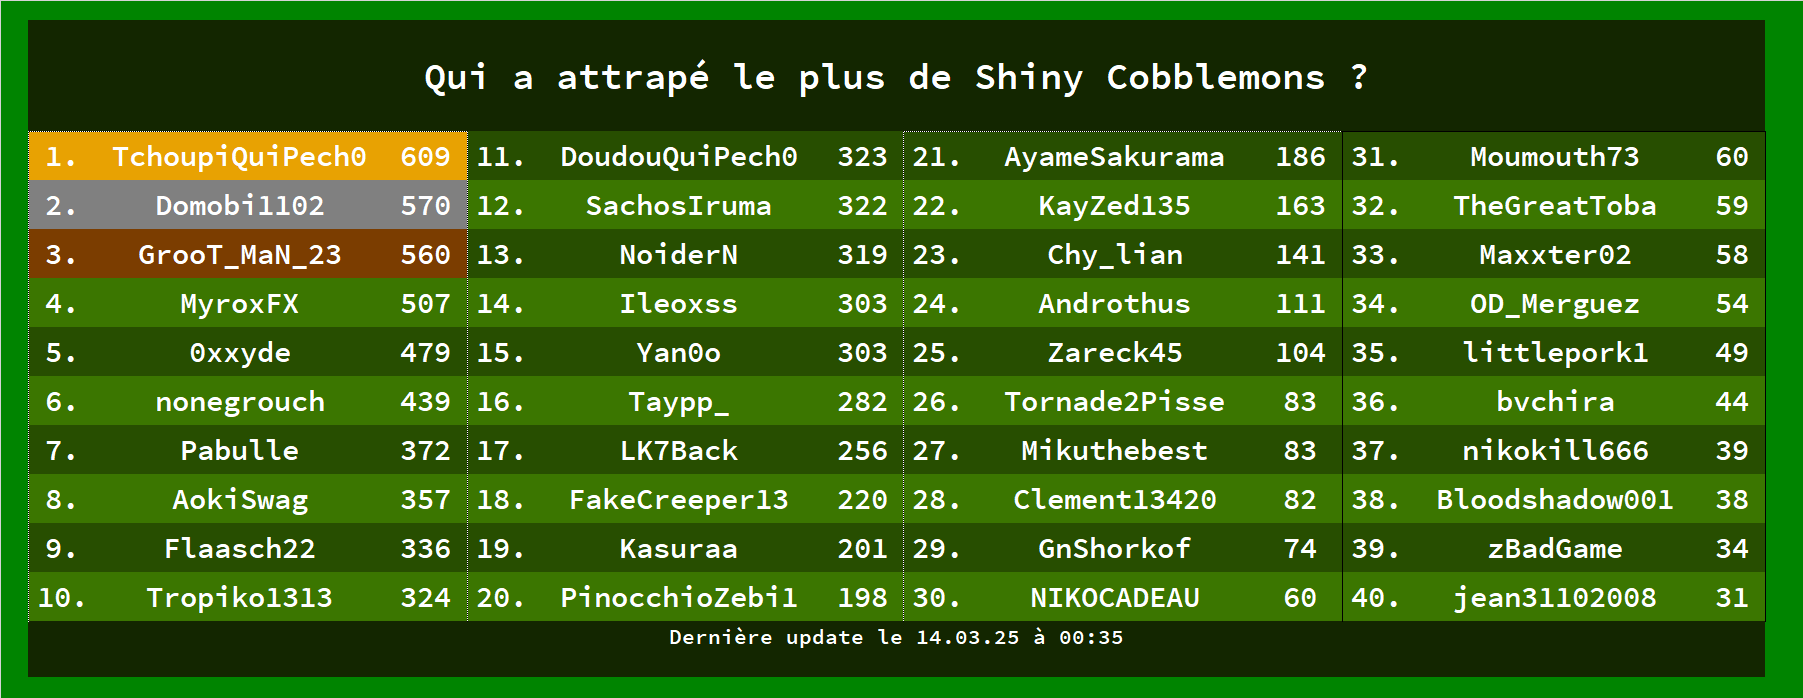 Qui a attrapé le plus de Shiny Cobblemons ?
1. TchoupiQuiPech0 609
2. Domobi1102 570
3. GrooT_MaN_23 560
4. MyroxFX 507
5. 0xxyde 479
6. nonegrouch 439
7. Pabulle 372
8. AokiSwag 357
9. Flaasch22 336
10. Tropiko1313 324
11. DoudouQuiPech0 323
12. SachosIruma 322
13. NoiderN 319
14. Ileoxss 303
15. Yan0o 303
16. Taypp_ 282
17. LK7Back 256
18. FakeCreeper13 220
19. Kasuraa 201
20. PinocchioZebi1 198
21. AyameSakurama 186
22. KayZed135 163
23. Chy_lian 141
24. Androthus 111
25. Zareck45 104
26. Tornade2Pisse 83
27. Mikuthebest 83
28. Clement13420 82
29. GnShorkof 74
30. NIKOCADEAU 60
31. Moumouth73 60
32. TheGreatToba 59
33. Maxxter02 58
34. OD_Merguez 54
35. littlepork1 49
36. bvchira 44
37. nikokill666 39
38. Bloodshadow001 38
39. zBadGame 34
40. jean31102008 31
Dernière update le 14.03.25 à 00:35